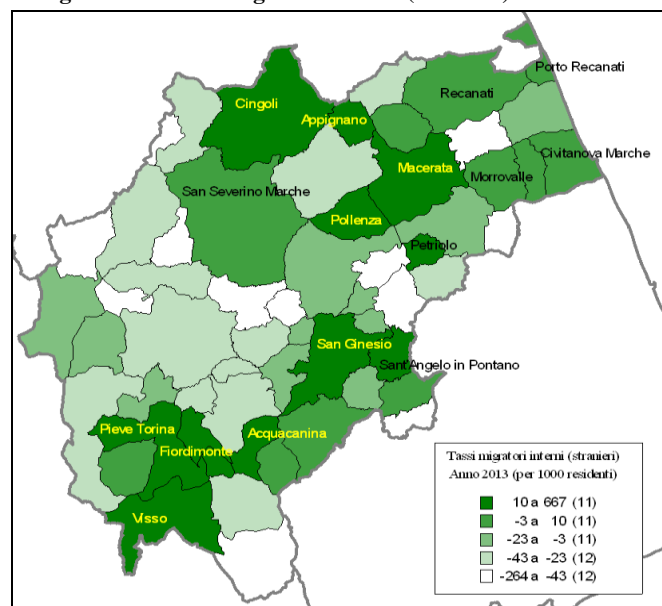 Porto Recanati
Recanati
Cingoli
Appignano
Civitanova Marche
Macerata
Morrovalle
San Severino Marche
Pollenza
Petriolo
San Ginesio
Sant'Angelo in Pontano
Pieve Torina
Acquacanina
Fiordimonte
Visso
Tassi migratori interni (stranieri)
Anno 2013 (per 1000 residenti)
10 a 667 (11)
-3 a 10 (11)
-23 a -3 (11)
-43 a -23 (12)
-264 a -43 (12)